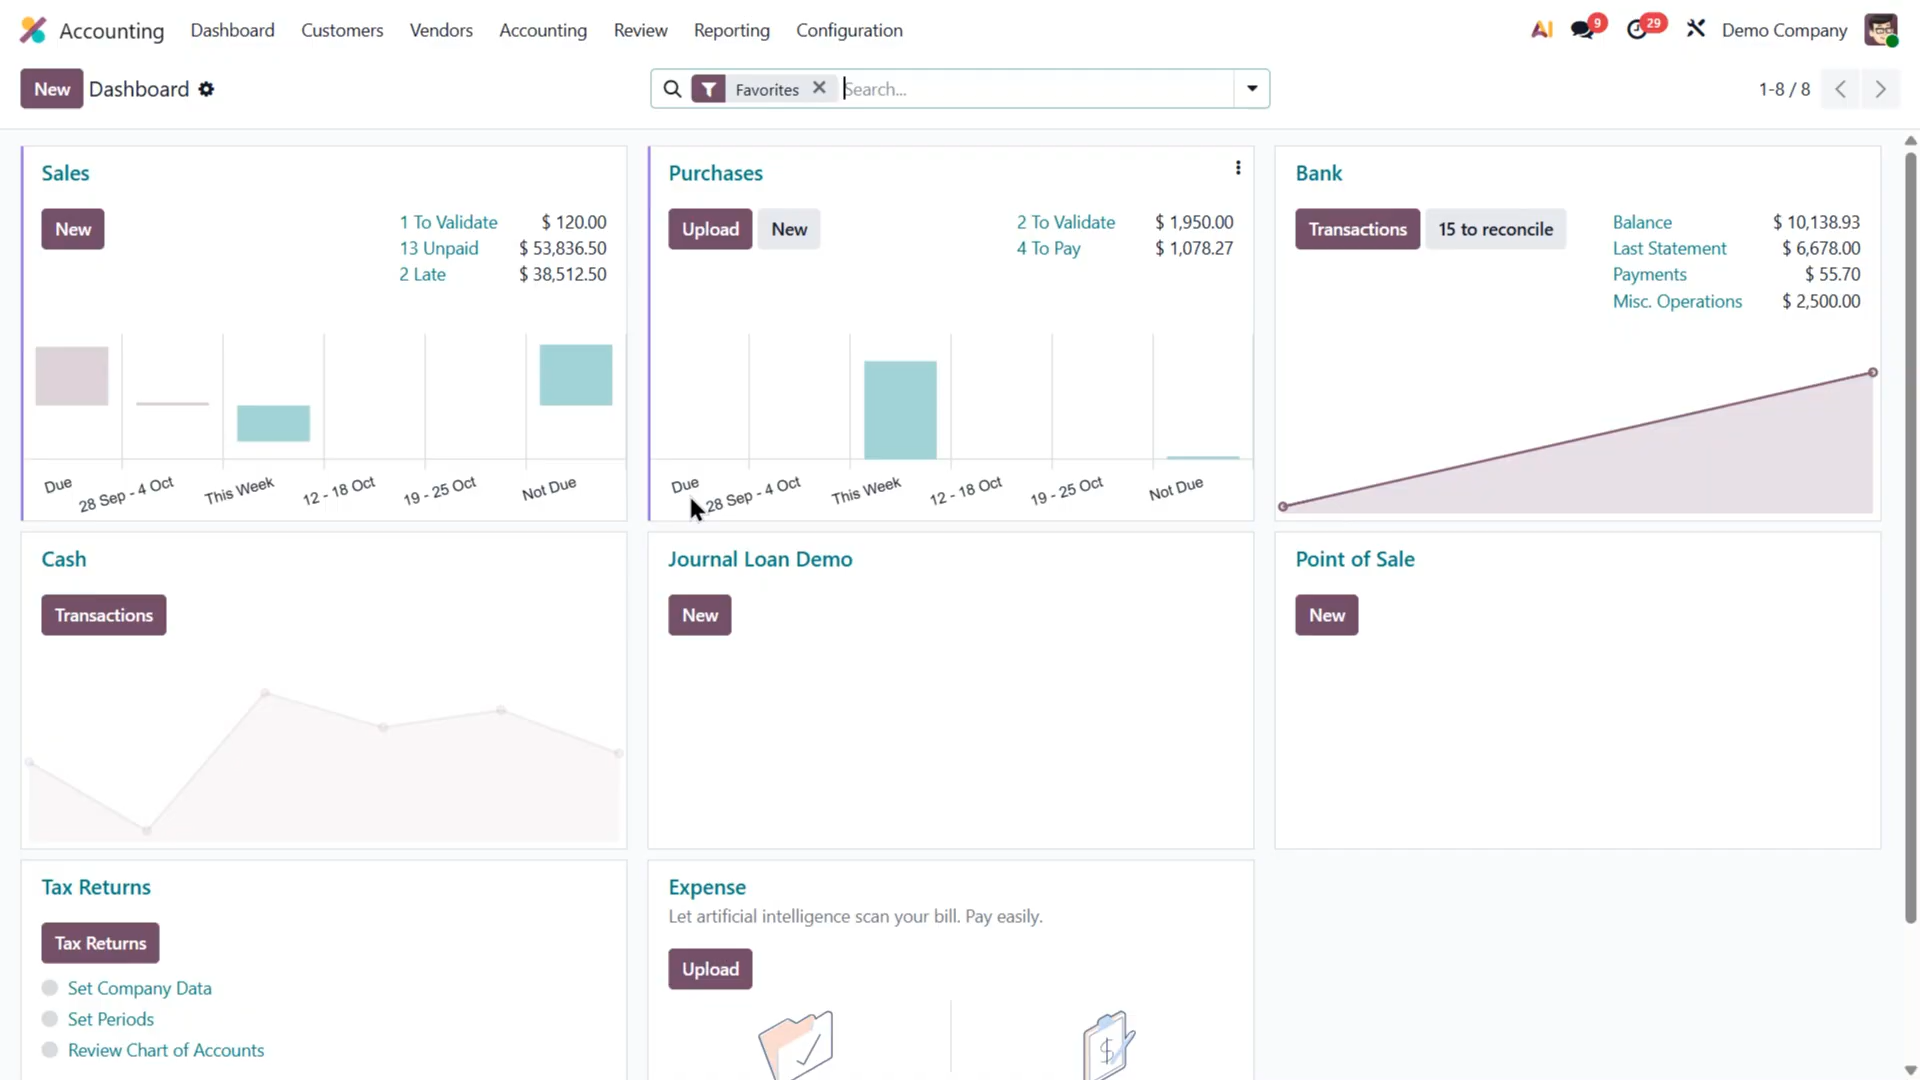 Accounting Dashboard Customers Vendors Accounting Review Reporting Configuration AI 9 29 Demo Company
New Dashboard Favorites Search... 1-8 / 8
Sales
New
1 To Validate $ 120.00
13 Unpaid $ 53,836.50
2 Late $ 38,512.50
Due 28 Sep - 4 Oct This Week 12 - 18 Oct 19 - 25 Oct Not Due
Purchases
Upload New
2 To Validate $ 1,950.00
4 To Pay $ 1,078.27
Due 28 Sep - 4 Oct This Week 12 - 18 Oct 19 - 25 Oct Not Due
Bank
Transactions 15 to reconcile
Balance $ 10,138.93
Last Statement $ 6,678.00
Payments $ 55.70
Misc. Operations $ 2,500.00
Cash
Transactions
Journal Loan Demo
New
Point of Sale
New
Tax Returns
Tax Returns
Set Company Data
Set Periods
Review Chart of Accounts
Expense
Let artificial intelligence scan your bill. Pay easily.
Upload
$